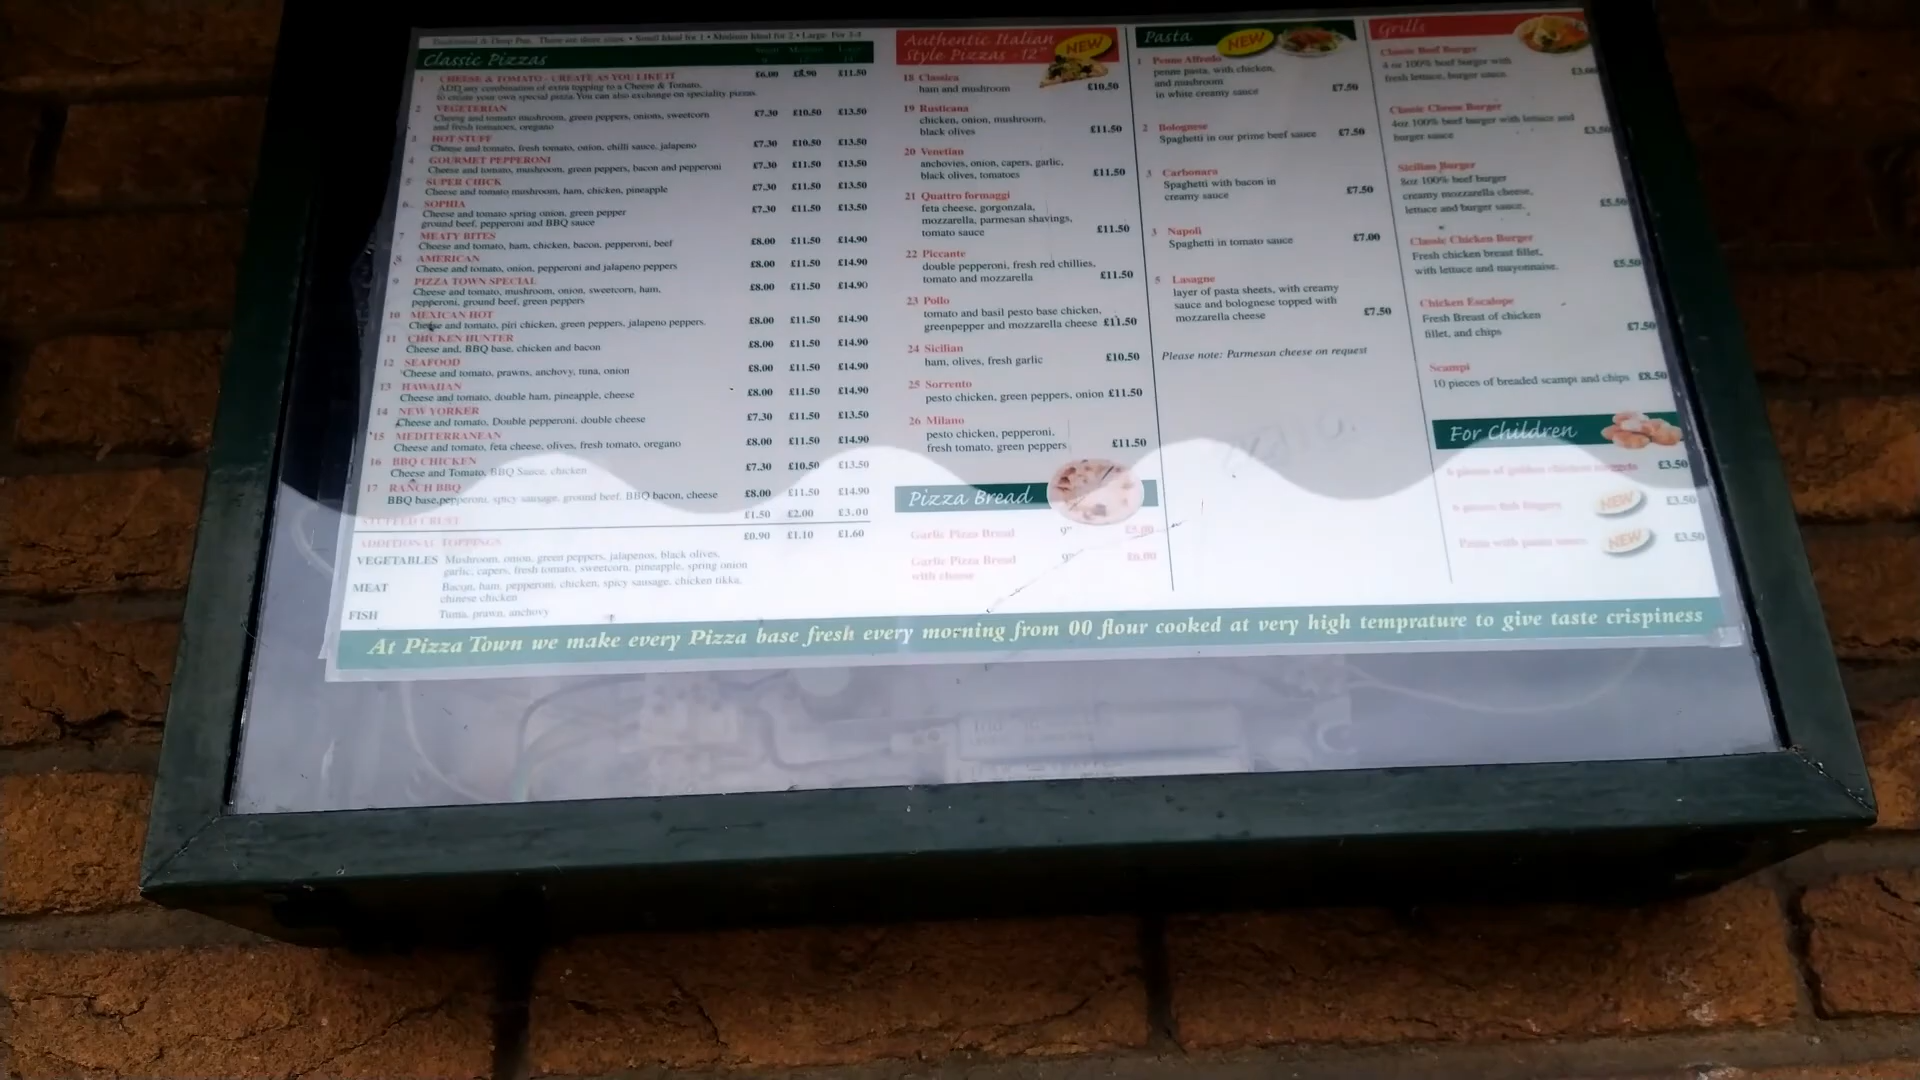 Traditional & Deep Pan. There are three sizes. • Small Ideal for 1 • Medium Ideal for 2 • Large: For 3-4
Classic Pizzas
Small Medium Large
1 CHEESE & TOMATO - CREATE AS YOU LIKE IT £6.00 £8.90 £11.50
ADD any combination of extra topping to a Cheese & Tomato.
to create your own special pizza. You can also exchange on speciality pizzas.
2 VEGETERIAN
Cheese and tomato mushroom, green peppers, onions, sweetcorn £7.30 £10.50 £13.50
and fresh tomatoes, oregano
3 HOT STUFF
Cheese and tomato, fresh tomato, onion, chilli sauce, jalapeno £7.30 £10.50 £13.50
4 GOURMET PEPPERONI
Cheese and tomato, mushroom, green peppers, bacon and pepperoni £7.30 £11.50 £13.50
5 SUPER CHICK
Cheese and tomato mushroom, ham, chicken, pineapple £7.30 £11.50 £13.50
6 SOPHIA
Cheese and tomato spring onion, green pepper £7.30 £11.50 £13.50
ground beef, pepperoni and BBQ sauce
7 MEATY BITES
Cheese and tomato, ham, chicken, bacon, pepperoni, beef £8.00 £11.50 £14.90
8 AMERICAN
Cheese and tomato, onion, pepperoni and jalapeno peppers £8.00 £11.50 £14.90
9 PIZZA TOWN SPECIAL
Cheese and tomato, mushroom, onion, sweetcorn, ham, £8.00 £11.50 £14.90
pepperoni, ground beef, green peppers
10 MEXICAN HOT
Cheese and tomato, piri chicken, green peppers, jalapeno peppers. £8.00 £11.50 £14.90
11 CHICKEN HUNTER
Cheese and, BBQ base, chicken and bacon £8.00 £11.50 £14.90
12 SEAFOOD
Cheese and tomato, prawns, anchovy, tuna, onion £8.00 £11.50 £14.90
13 HAWAIIAN
Cheese and tomato, double ham, pineapple, cheese £8.00 £11.50 £14.90
14 NEW YORKER
Cheese and tomato, Double pepperoni, double cheese £7.30 £11.50 £13.50
15 MEDITERRANEAN
Cheese and tomato, feta cheese, olives, fresh tomato, oregano £8.00 £11.50 £14.90
16 BBQ CHICKEN
Cheese and Tomato, BBQ Sauce, chicken £7.30 £10.50 £13.50
17 RANCH BBQ
BBQ base,pepperoni, spicy sausage, ground beef, BBQ bacon, cheese £8.00 £11.50 £14.90
STUFFED CRUST £1.50 £2.00 £3.00
ADDITIONAL TOPPINGS £0.90 £1.10 £1.60
VEGETABLES Mushroom, onion, green peppers, jalapenos, black olives,
garlic, capers, fresh tomato, sweetcorn, pineapple, spring onion
MEAT Bacon, ham, pepperoni, chicken, spicy sausage, chicken tikka,
chinese chicken
FISH Tuna, prawn, anchovy
Authentic Italian
Style Pizzas - 12"
NEW
18 Classica
ham and mushroom £10.50
19 Rusticana
chicken, onion, mushroom,
black olives £11.50
20 Venetian
anchovies, onion, capers, garlic,
black olives, tomatoes £11.50
21 Quattro formaggi
feta cheese, gorgonzala,
mozzarella, parmesan shavings,
tomato sauce £11.50
22 Piccante
double pepperoni, fresh red chillies,
tomato and mozzarella £11.50
23 Pollo
tomato and basil pesto base chicken,
greenpepper and mozzarella cheese £11.50
24 Sicilian
ham, olives, fresh garlic £10.50
25 Sorrento
pesto chicken, green peppers, onion £11.50
26 Milano
pesto chicken, pepperoni,
fresh tomato, green peppers £11.50
Pizza Bread
Garlic Pizza Bread 9" £5.00
Garlic Pizza Bread 9" £6.00
with cheese
Pasta
NEW
1 Penne Alfredo
penne pasta, with chicken,
and mushroom
in white creamy sauce £7.50
2 Bolognese
Spaghetti in our prime beef sauce £7.50
3 Carbonara
Spaghetti with bacon in
creamy sauce £7.50
3 Napoli
Spaghetti in tomato sauce £7.00
5 Lasagne
layer of pasta sheets, with creamy
sauce and bolognese topped with
mozzarella cheese £7.50
Please note: Parmesan cheese on request
Grills
Classic Beef Burger
4 oz 100% beef burger with
fresh lettuce, burger sauce. £3.00
Classic Cheese Burger
4oz 100% beef burger with lettuce and
burger sauce £3.50
Sicilian Burger
8oz 100% beef burger
creamy mozzarella cheese,
lettuce and burger sauce. £5.50
Classic Chicken Burger
Fresh chicken breast fillet,
with lettuce and mayonnaise. £5.50
Chicken Escalope
Fresh Breast of chicken
fillet, and chips £7.50
Scampi
10 pieces of breaded scampi and chips £8.50
For Children
6 pieces of golden chicken nuggets £3.50
6 pieces fish fingers NEW £3.50
Penne with pasta sauce NEW £3.50
At Pizza Town we make every Pizza base fresh every morning from 00 flour cooked at very high temprature to give taste crispiness